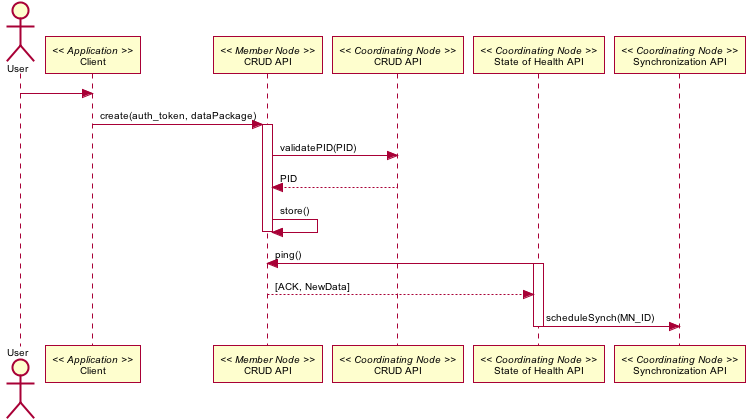 User
<< Application >>
Client
<< Member Node >>
CRUD API
<< Coordinating Node >>
CRUD API
<< Coordinating Node >>
State of Health API
<< Coordinating Node >>
Synchronization API
create(auth_token, dataPackage)
validatePID(PID)
PID
store()
ping()
[ACK, NewData]
scheduleSynch(MN_ID)
User
<< Application >>
Client
<< Member Node >>
CRUD API
<< Coordinating Node >>
CRUD API
<< Coordinating Node >>
State of Health API
<< Coordinating Node >>
Synchronization API